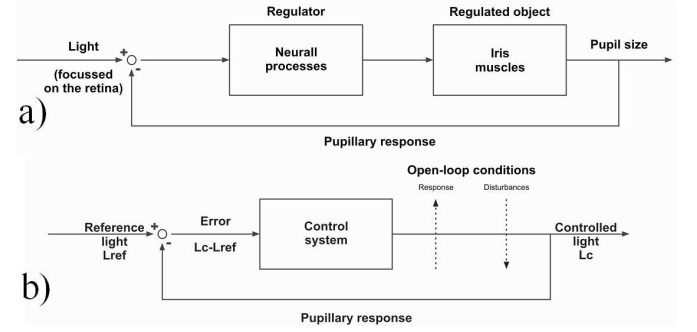 Regulator
Regulated object
Light
+
-
(focussed
on the retina)
Neurall
processes
Iris
muscles
Pupil size
a)
Pupillary response
Open-loop conditions
Response
Disturbances
Reference
light
Lref
+
-
Error
Lc-Lref
Control
system
Controlled
light
Lc
b)
Pupillary response